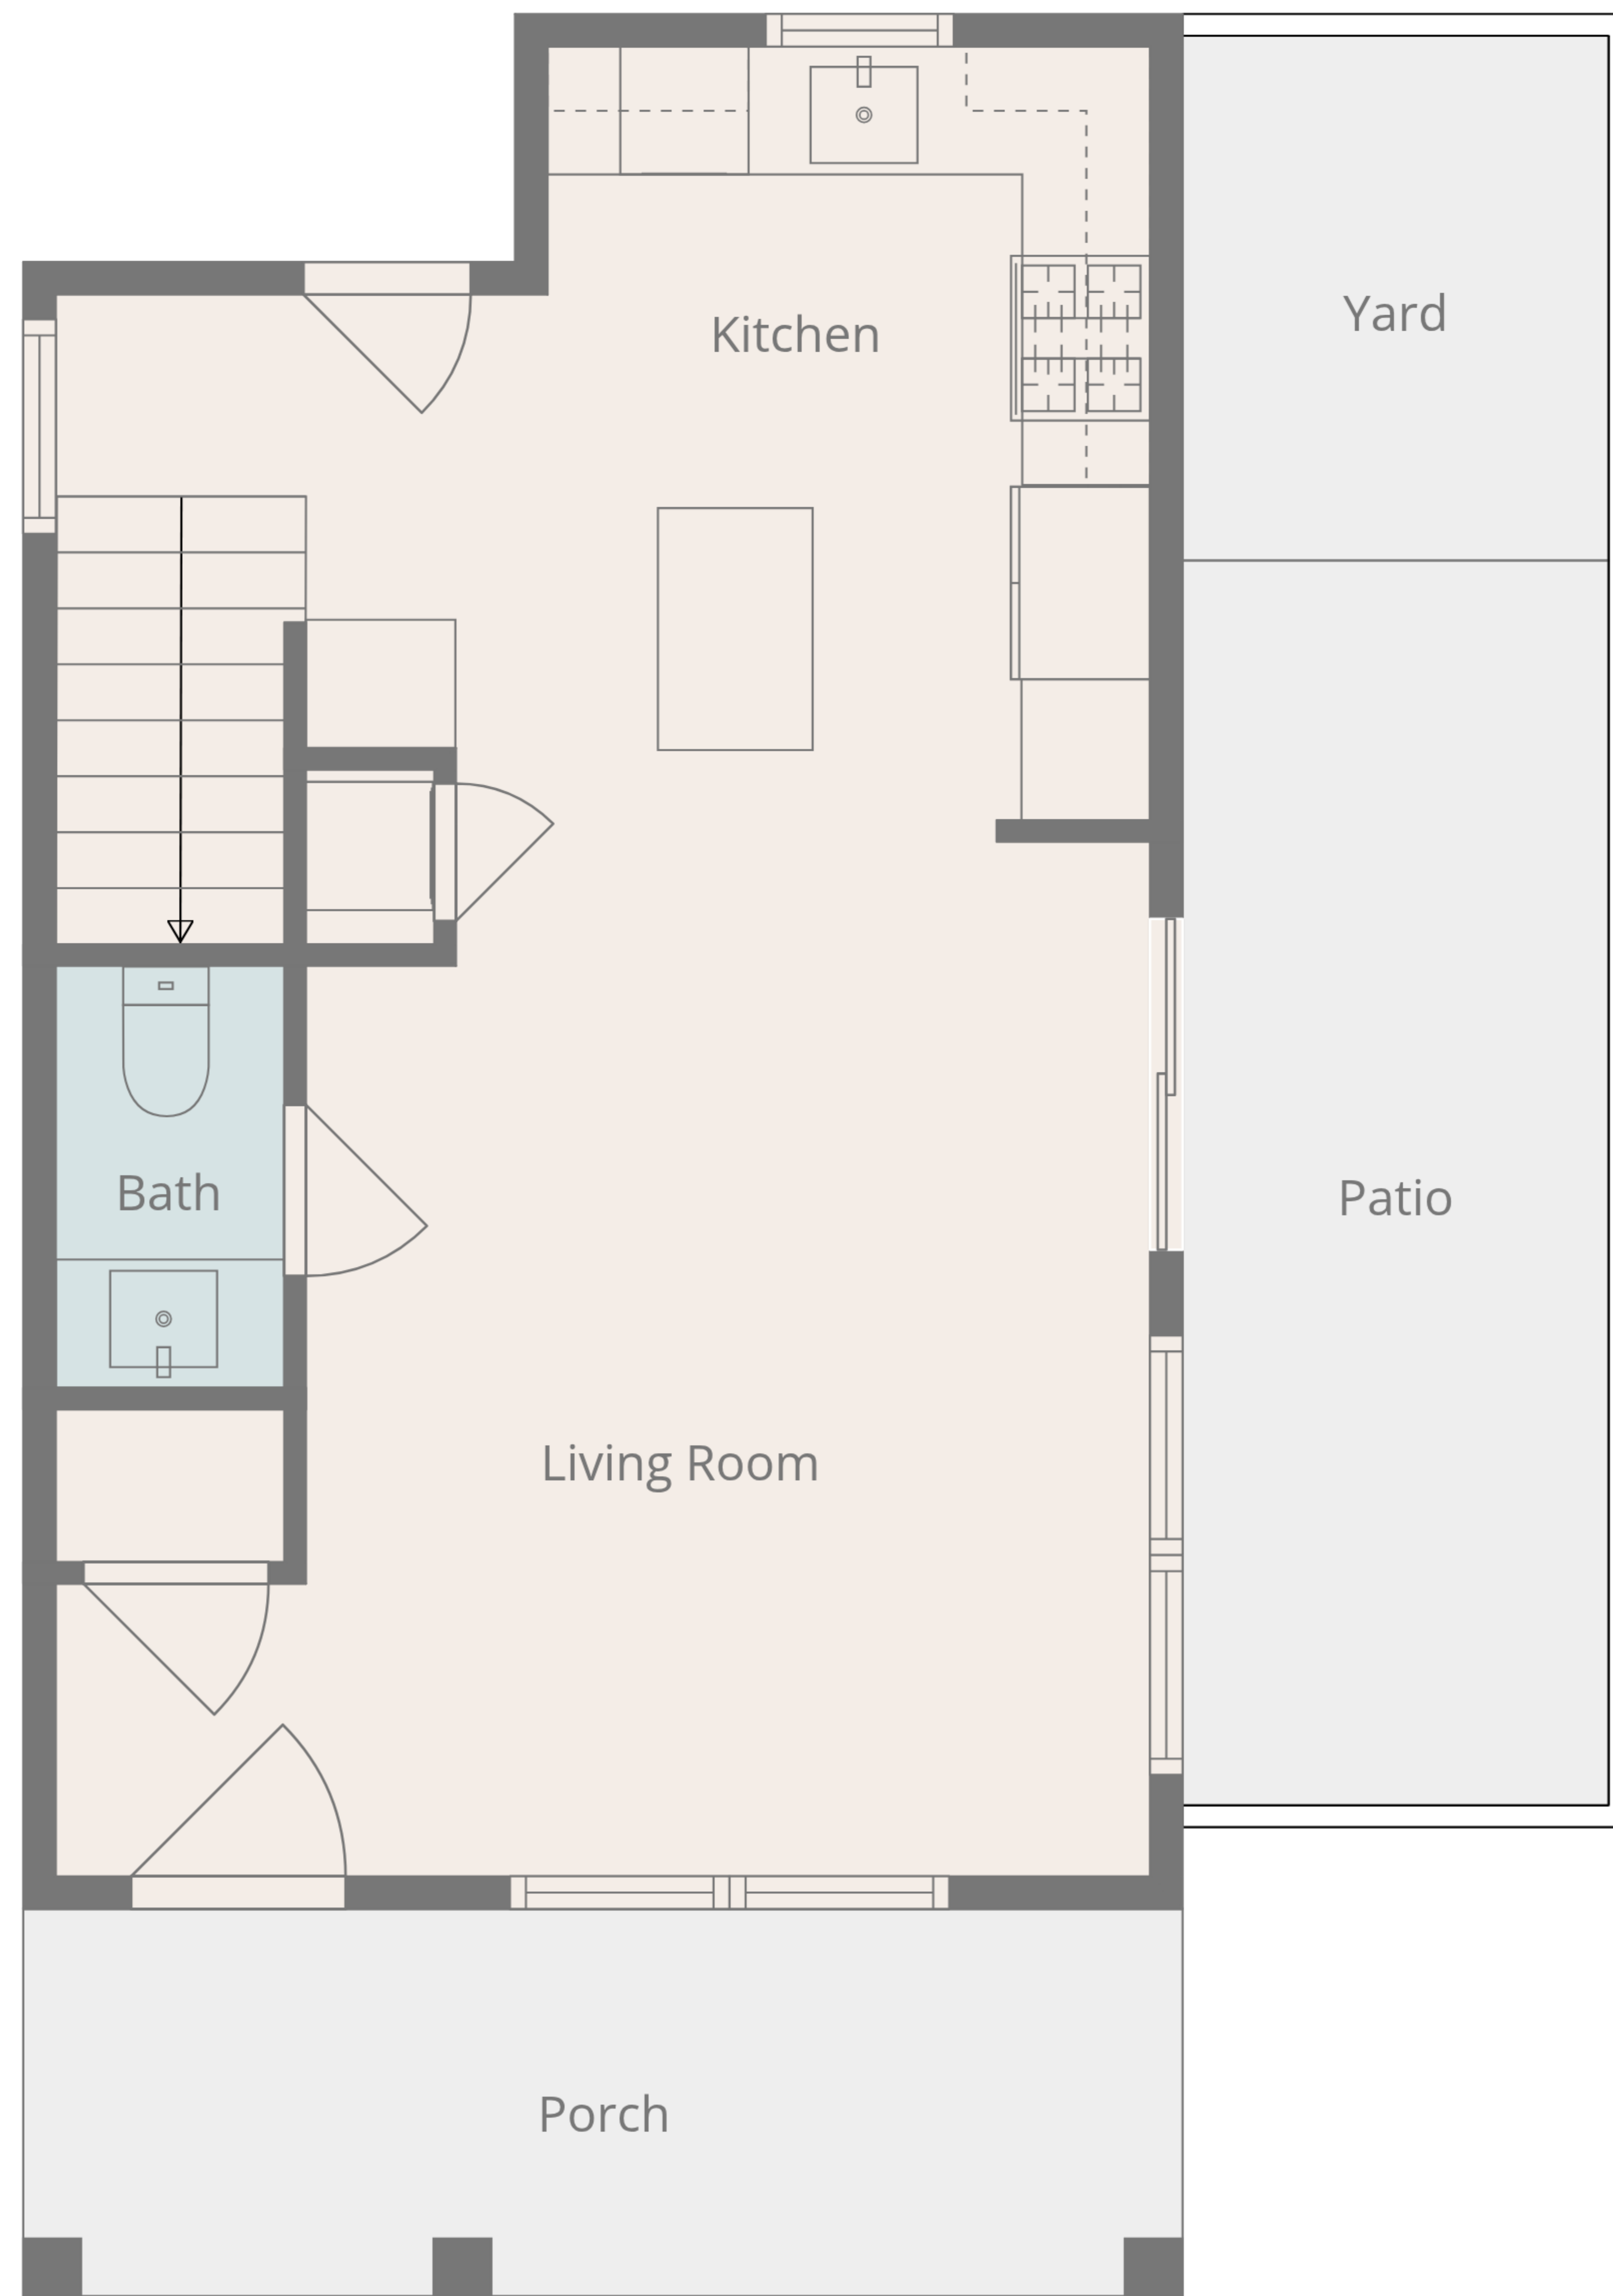 Yard
Kitchen
Bath
Patio
Living Room
Porch